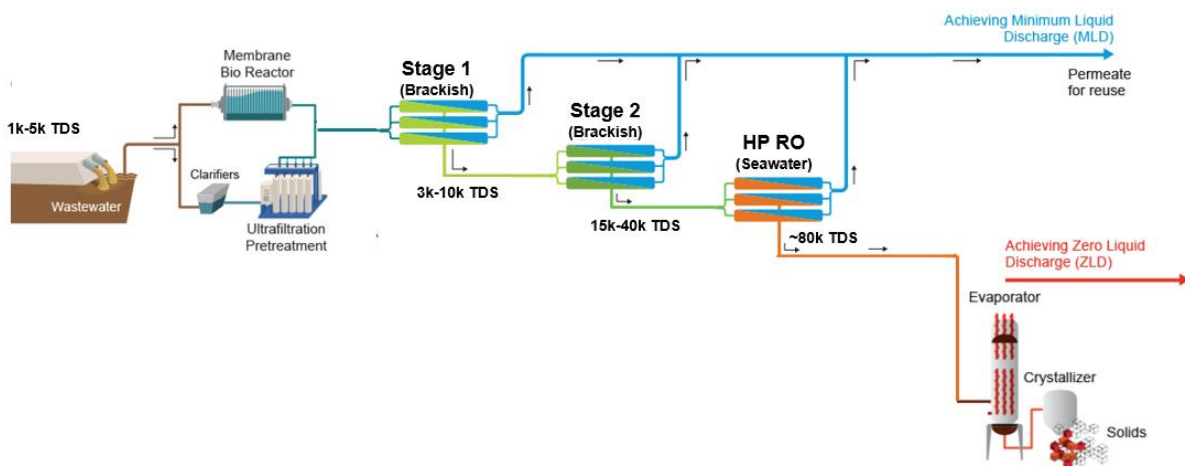 Achieving Minimum Liquid
Discharge (MLD)
Permeate
for reuse
Membrane
Bio Reactor
Stage 1
(Brackish)
Stage 2
(Brackish)
HP RO
(Seawater)
1k-5k TDS
Wastewater
Clarifiers
Ultrafiltration
Pretreatment
3k-10k TDS
15k-40k TDS
~80k TDS
Achieving Zero Liquid
Discharge (ZLD)
Evaporator
Crystallizer
Solids